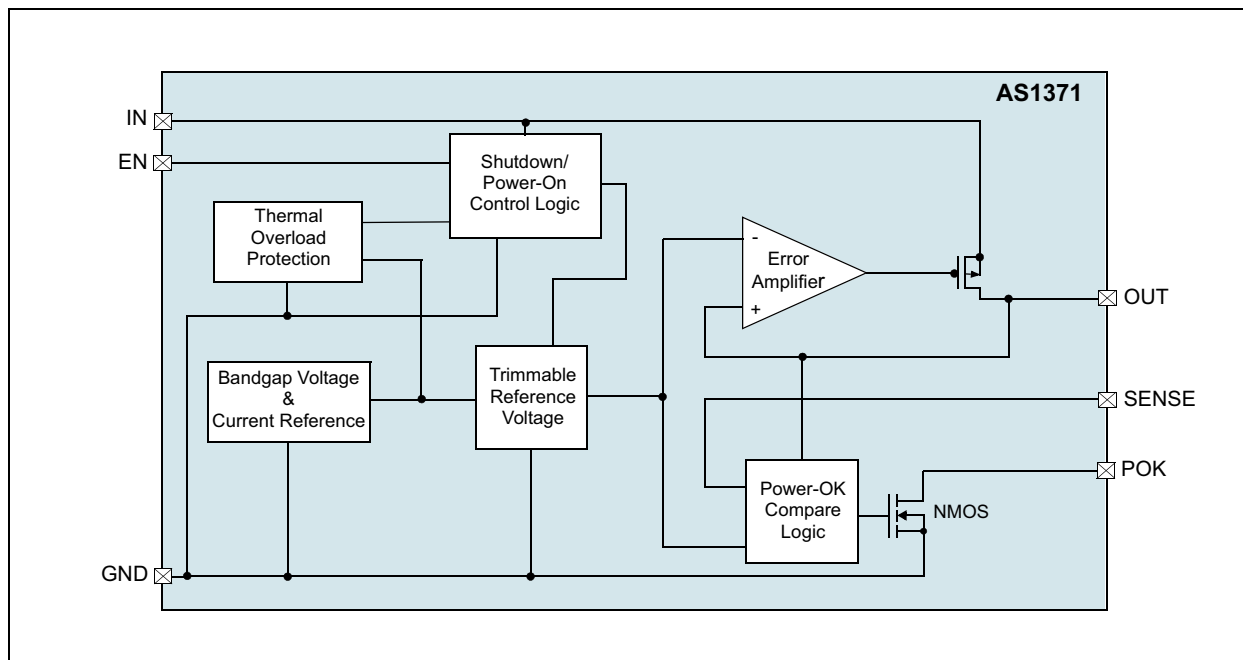 AS1371
IN
EN
Shutdown/
Power-On
Control Logic
Thermal
Overload
Protection
-
Error
Amplifier
+
OUT
Bandgap Voltage
&
Current Reference
Trimmable
Reference
Voltage
SENSE
Power-OK
Compare
Logic
NMOS
POK
GND